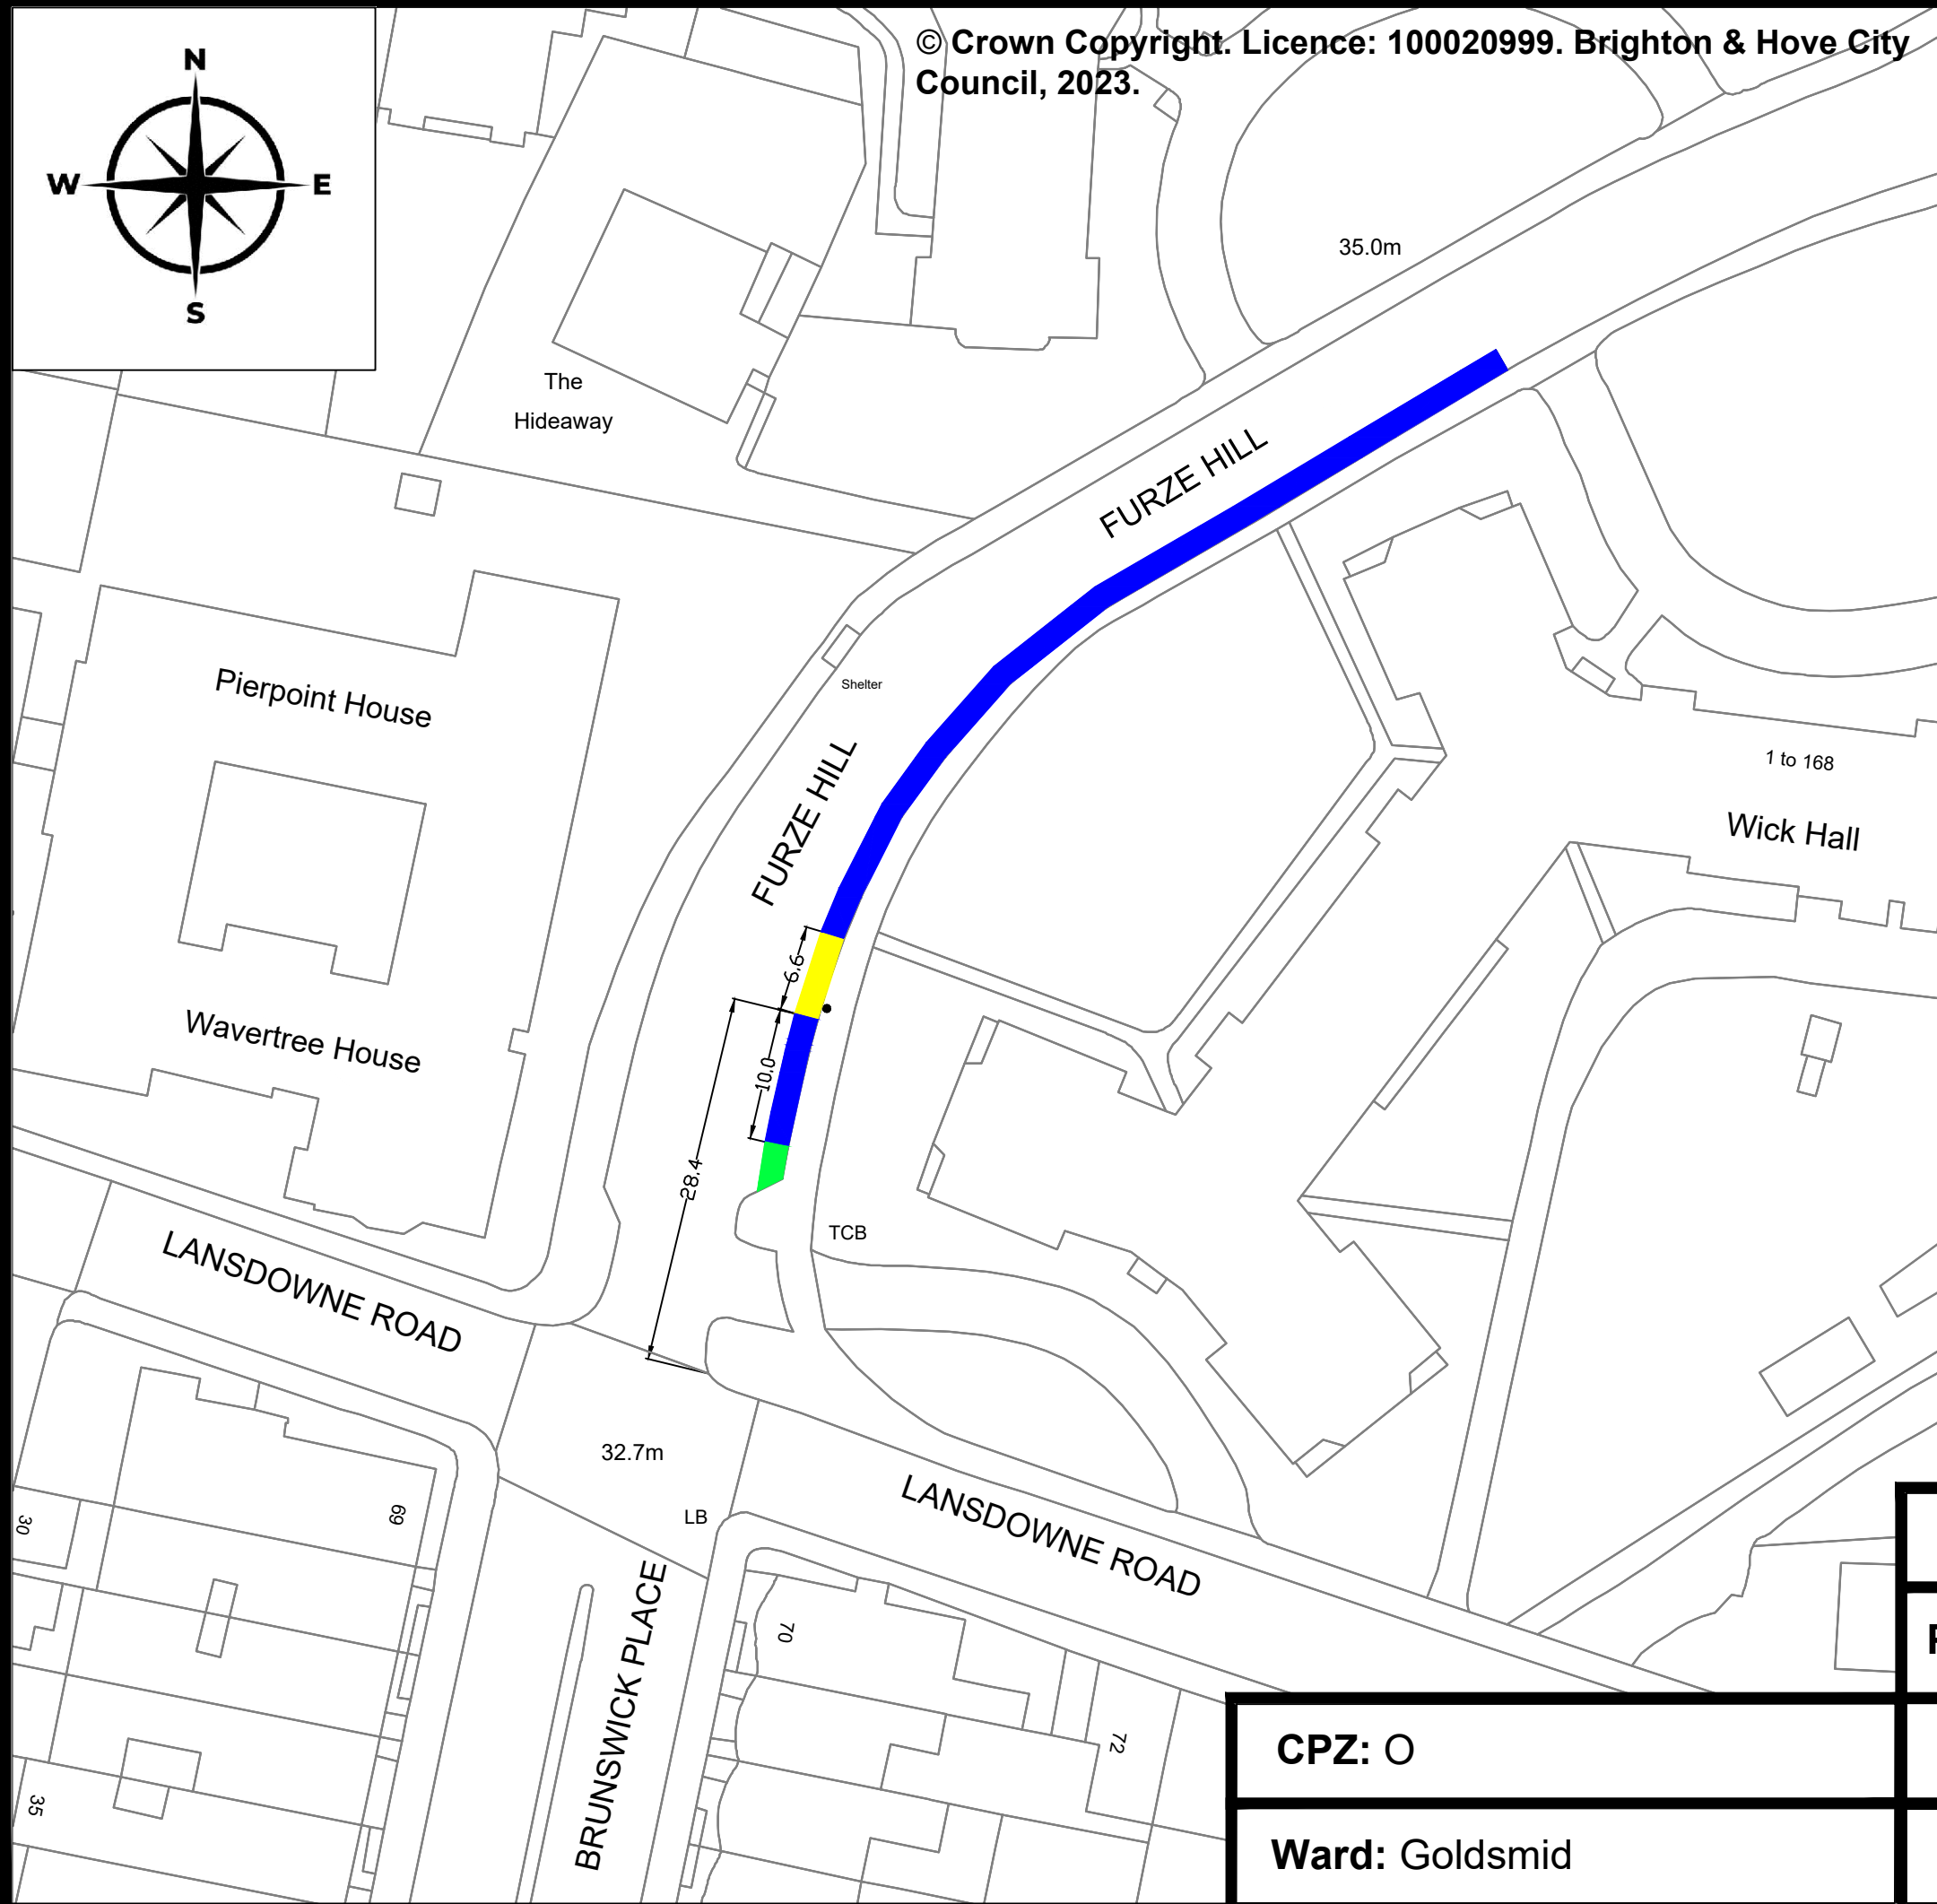 © Crown Copyright. Licence: 100020999. Brighton & Hove City
Council, 2023.
N
W
E
S
35.0m
The
Hideaway
FURZE HILL
Shelter
Pierpoint House
FURZE HILL
1 to 168
Wick Hall
6.6
Wavertree House
10.0
28.4
TCB
LANSDOWNE ROAD
32.7m
LB
LANSDOWNE ROAD
69
30
BRUNSWICK PLACE
70
72
35
CPZ: O
Ward: Goldsmid